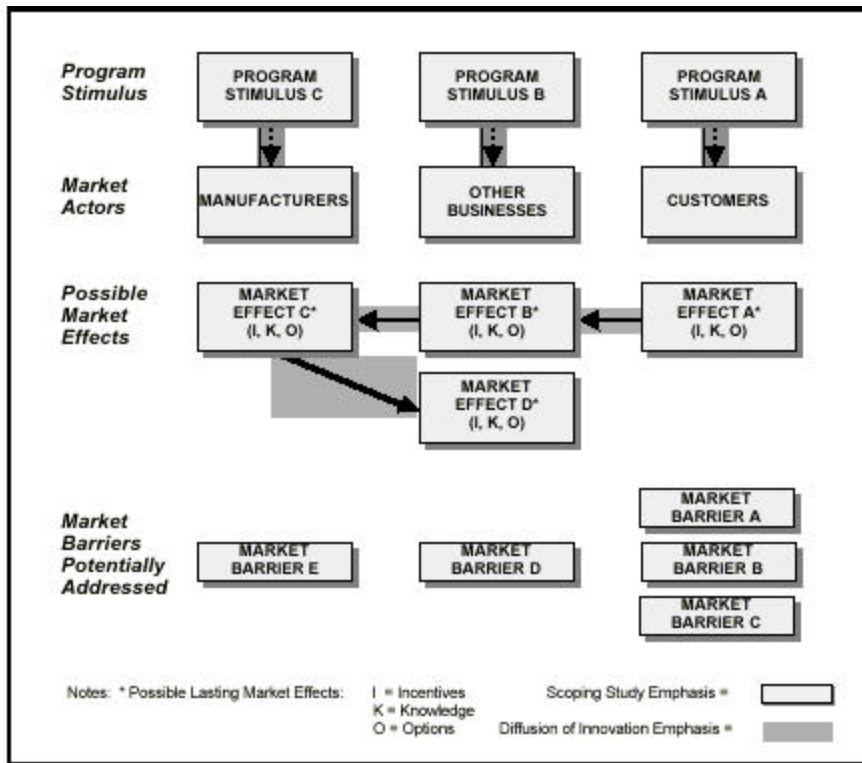 Program
Stimulus
PROGRAM
STIMULUS C
PROGRAM
STIMULUS B
PROGRAM
STIMULUS A
Market
Actors
MANUFACTURERS
OTHER
BUSINESSES
CUSTOMERS
Possible
Market
Effects
MARKET
EFFECT C*
(I, K, O)
MARKET
EFFECT B*
(I, K, O)
MARKET
EFFECT A*
(I, K, O)
MARKET
EFFECT D*
(I, K, O)
Market
Barriers
Potentially
Addressed
MARKET
BARRIER E
MARKET
BARRIER D
MARKET
BARRIER A
MARKET
BARRIER B
MARKET
BARRIER C
Notes: * Possible Lasting Market Effects:
I = Incentives
K = Knowledge
O = Options
Scoping Study Emphasis =
Diffusion of Innovation Emphasis =